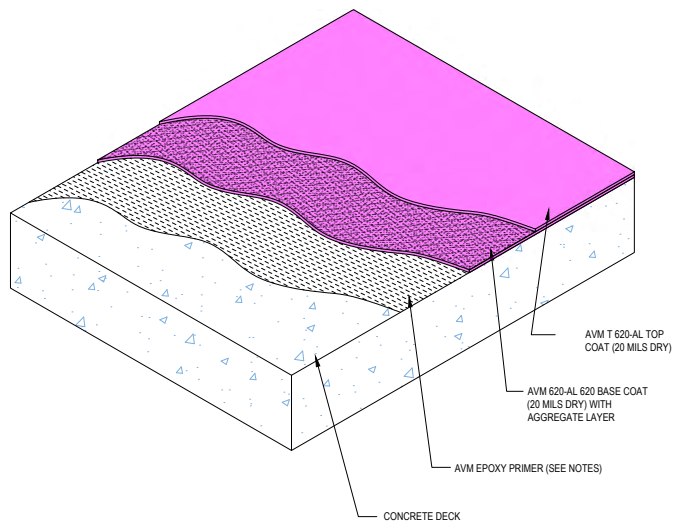 AVM T 620-AL TOP
COAT (20 MILS DRY)
AVM 620-AL 620 BASE COAT
(20 MILS DRY) WITH
AGGREGATE LAYER
AVM EPOXY PRIMER (SEE NOTES)
CONCRETE DECK